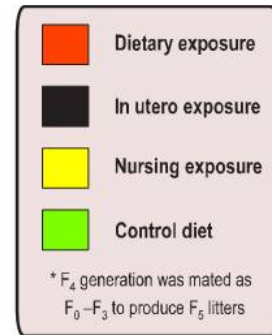 Dietary exposure
In utero exposure
Nursing exposure
Control diet
* F₄ generation was mated as
F₀ –F₃ to produce F₅ litters